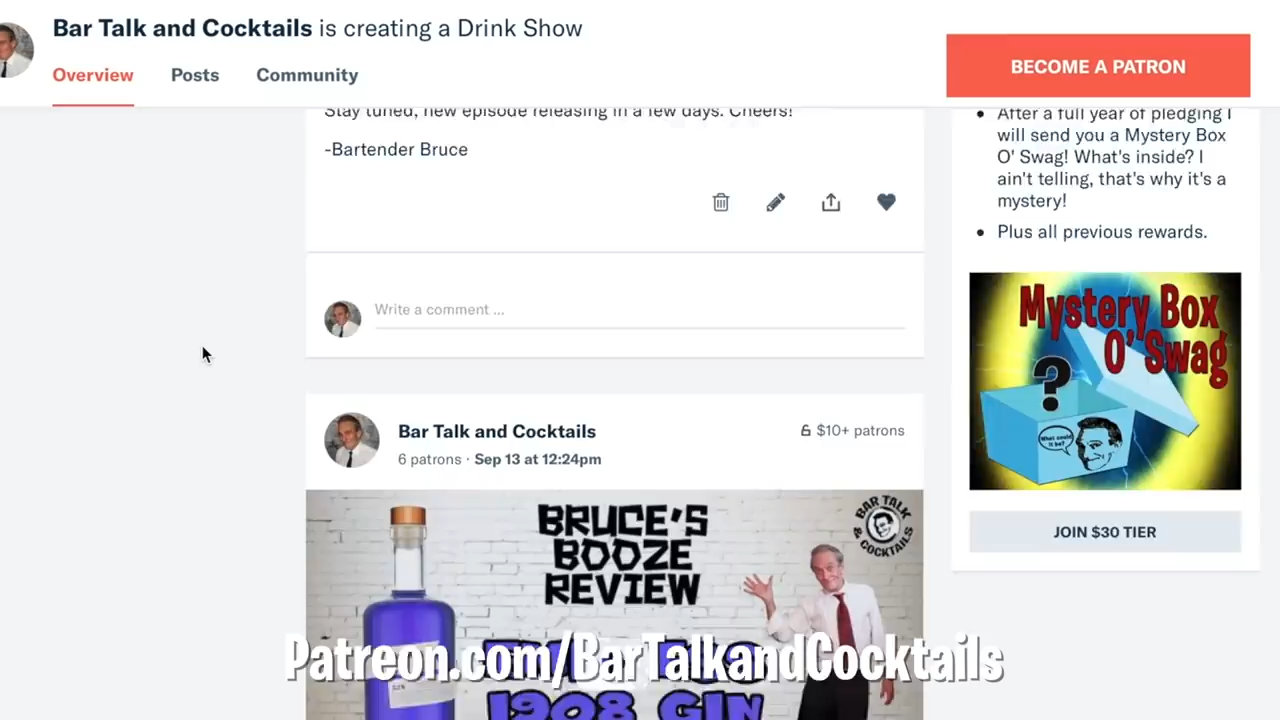 Bar Talk and Cocktails is creating a Drink Show
BECOME A PATRON
Overview Posts Community
Stay tuned, new episode releasing in a few days. Cheers!
-Bartender Bruce
Write a comment ...
Bar Talk and Cocktails
$10+ patrons
6 patrons · Sep 13 at 12:24pm
BRUCE'S
BOOZE
REVIEW
BAR TALK
& COCKTAILS
1908 GIN
Patreon.com/BarTalkandCocktails
• After a full year of pledging I
will send you a Mystery Box
O' Swag! What's inside? I
ain't telling, that's why it's a
mystery!
• Plus all previous rewards.
Mystery Box
O' Swag
?
What could
it be?
JOIN $30 TIER